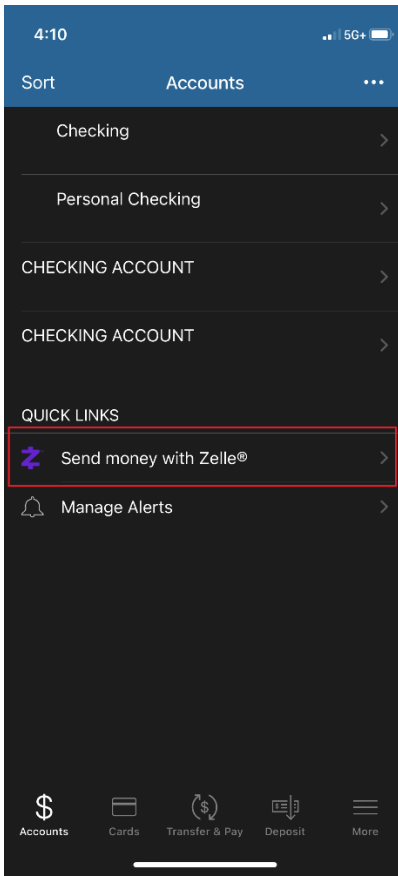 4:10
5G+
Sort
Accounts
Checking
Personal Checking
CHECKING ACCOUNT
CHECKING ACCOUNT
QUICK LINKS
Send money with Zelle®
Manage Alerts
Accounts
Cards
Transfer & Pay
Deposit
More